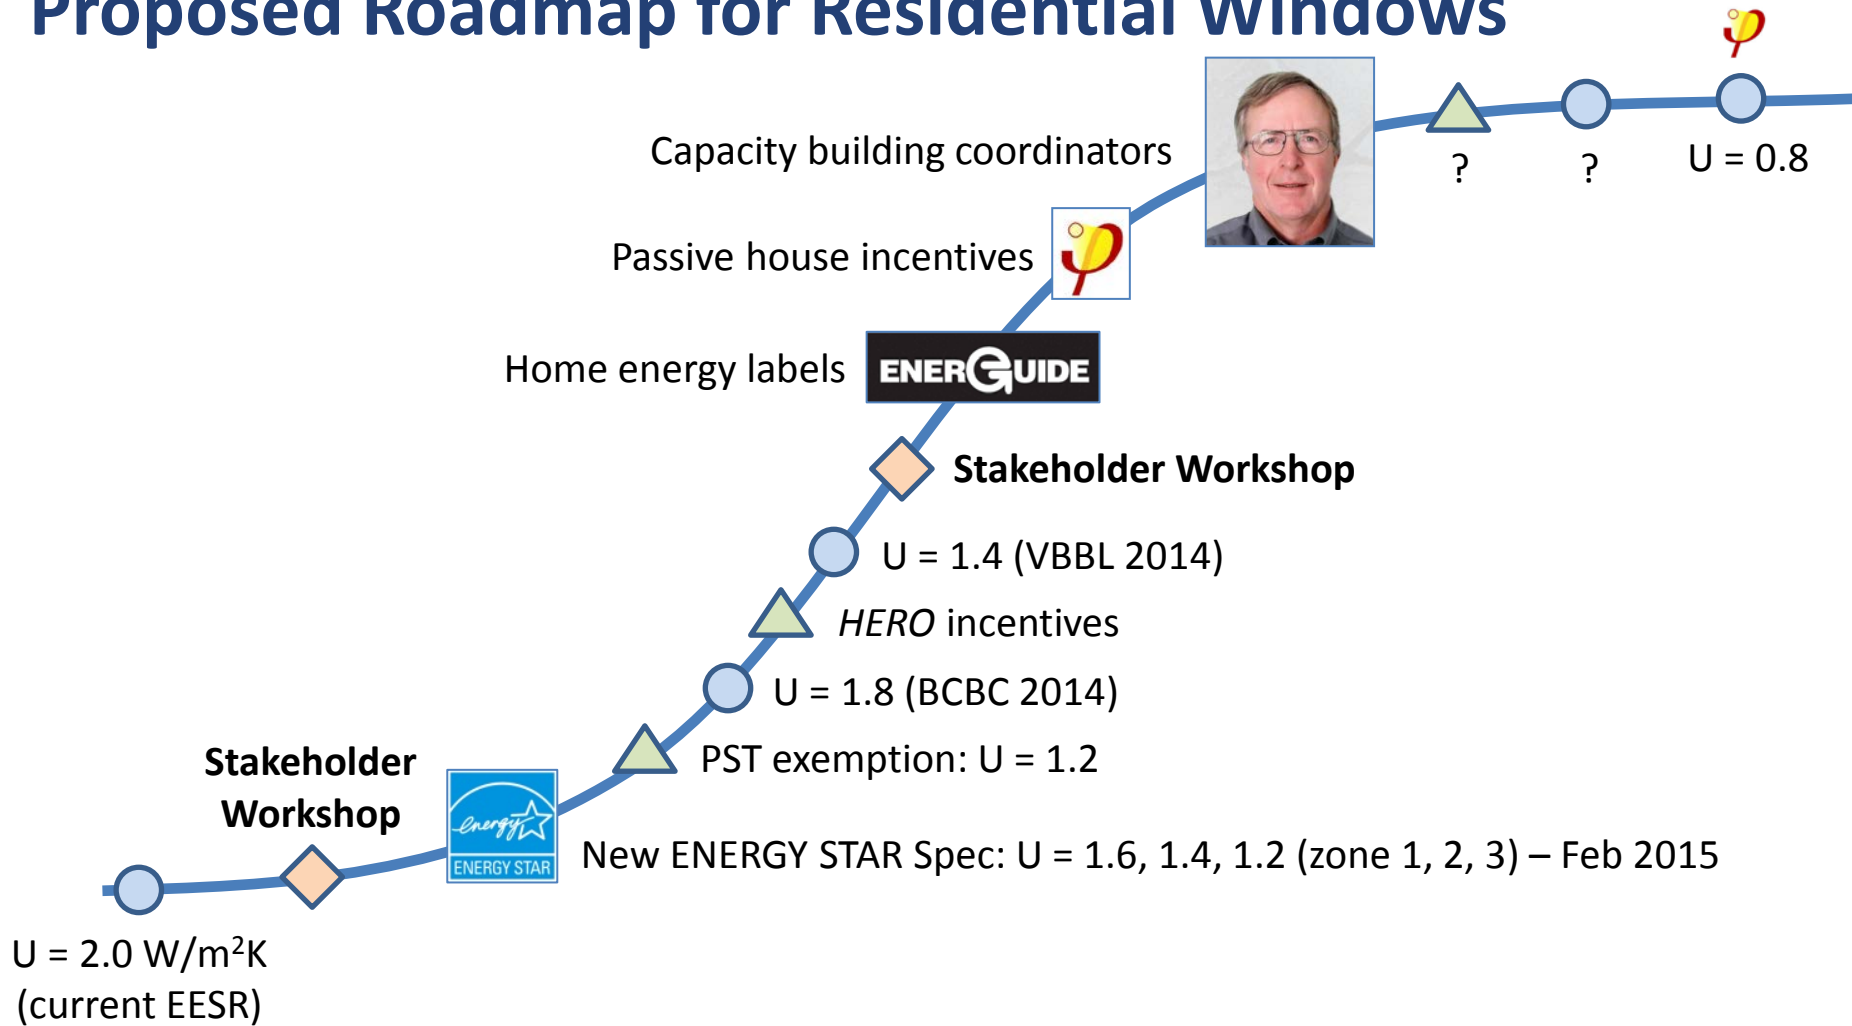 Proposed Roadmap for Residential Windows
Capacity building coordinators
?
?
U = 0.8
Passive house incentives
Home energy labels
ENERGUIDE
Stakeholder Workshop
U = 1.4 (VBBL 2014)
HERO incentives
U = 1.8 (BCBC 2014)
PST exemption: U = 1.2
Stakeholder
Workshop
energy
ENERGY STAR
New ENERGY STAR Spec: U = 1.6, 1.4, 1.2 (zone 1, 2, 3) – Feb 2015
U = 2.0 W/m²K
(current EESR)